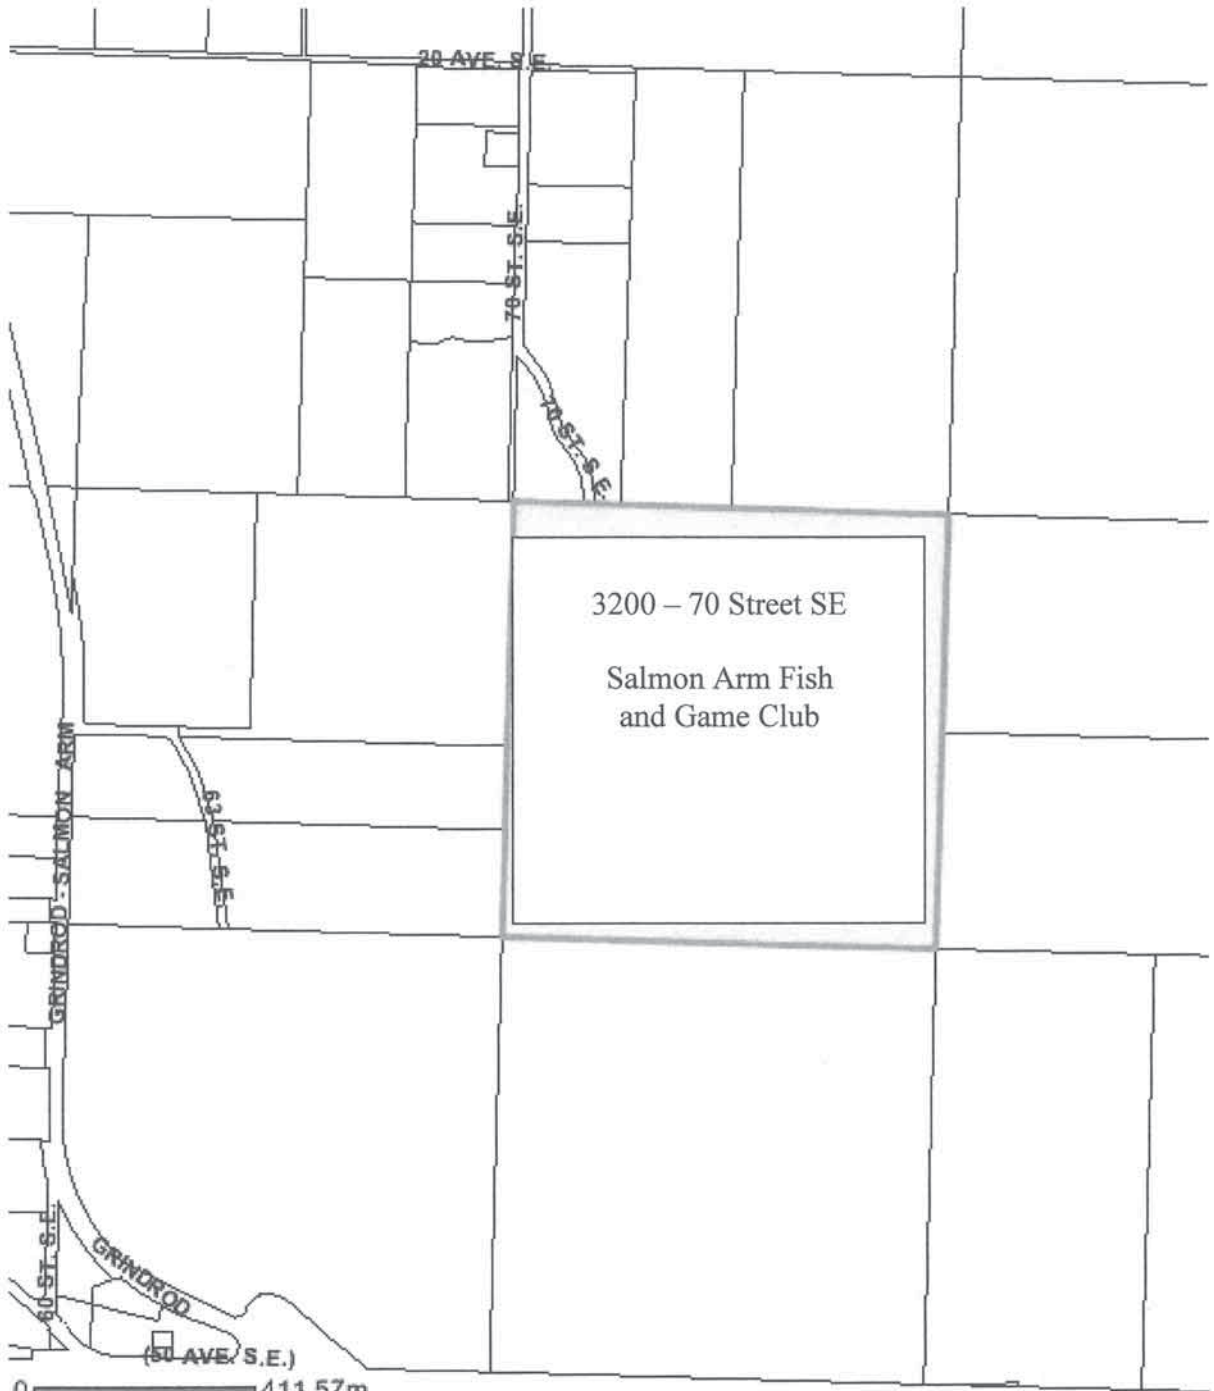 20 AVE. S.E.
70 ST. S.E.
70 ST. S.E.
3200 – 70 Street SE
Salmon Arm Fish
and Game Club
GRINDROD - SALMON ARM
63 ST. S.E.
60 ST. S.E.
GRINDROD
(50 AVE. S.E.)
0 411.57m